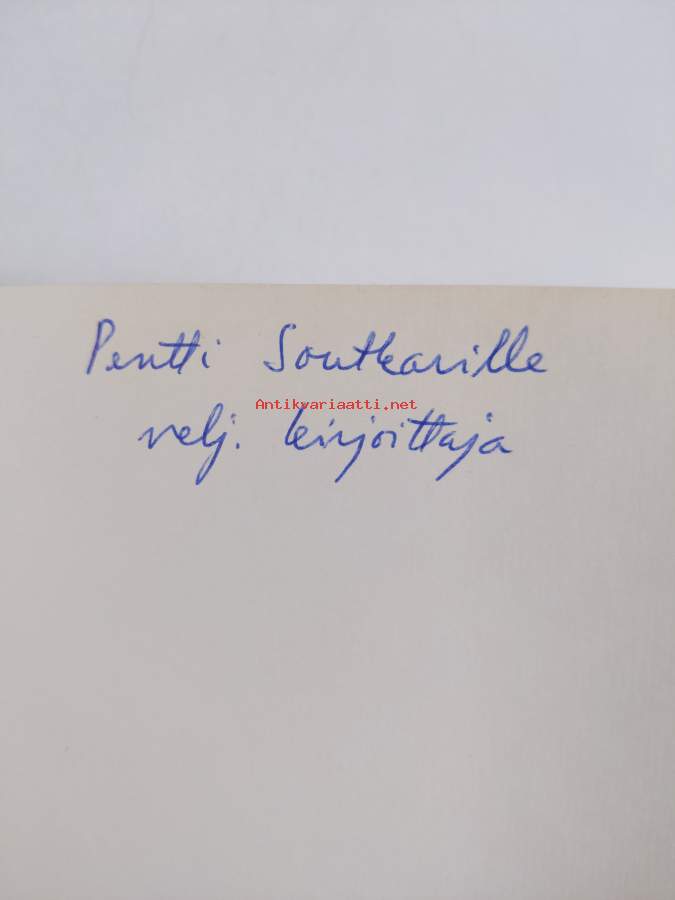 Pentti Soutkarille
Antikvariaatti.net
velj. kirjoittaja